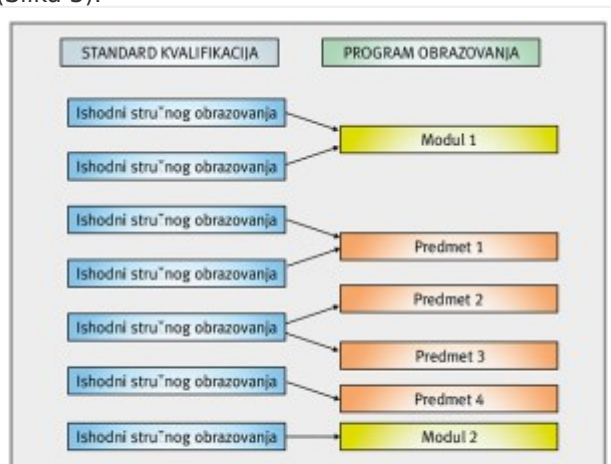 (Slika 3).
STANDARD KVALIFIKACIJA
PROGRAM OBRAZOVANJA
Ishodni stru˝nog obrazovanja
Modul 1
Ishodni stru˝nog obrazovanja
Ishodni stru˝nog obrazovanja
Predmet 1
Ishodni stru˝nog obrazovanja
Predmet 2
Ishodni stru˝nog obrazovanja
Predmet 3
Ishodni stru˝nog obrazovanja
Predmet 4
Ishodni stru˝nog obrazovanja
Modul 2